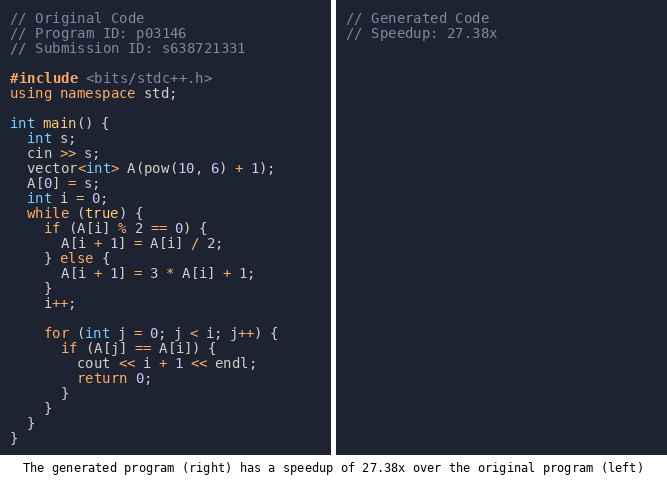 // Original Code
// Program ID: p03146
// Submission ID: s638721331

#include <bits/stdc++.h>
using namespace std;

int main() {
  int s;
  cin >> s;
  vector<int> A(pow(10, 6) + 1);
  A[0] = s;
  int i = 0;
  while (true) {
    if (A[i] % 2 == 0) {
      A[i + 1] = A[i] / 2;
    } else {
      A[i + 1] = 3 * A[i] + 1;
    }
    i++;

    for (int j = 0; j < i; j++) {
      if (A[j] == A[i]) {
        cout << i + 1 << endl;
        return 0;
      }
    }
  }
}
// Generated Code
// Speedup: 27.38x
The generated program (right) has a speedup of 27.38x over the original program (left)